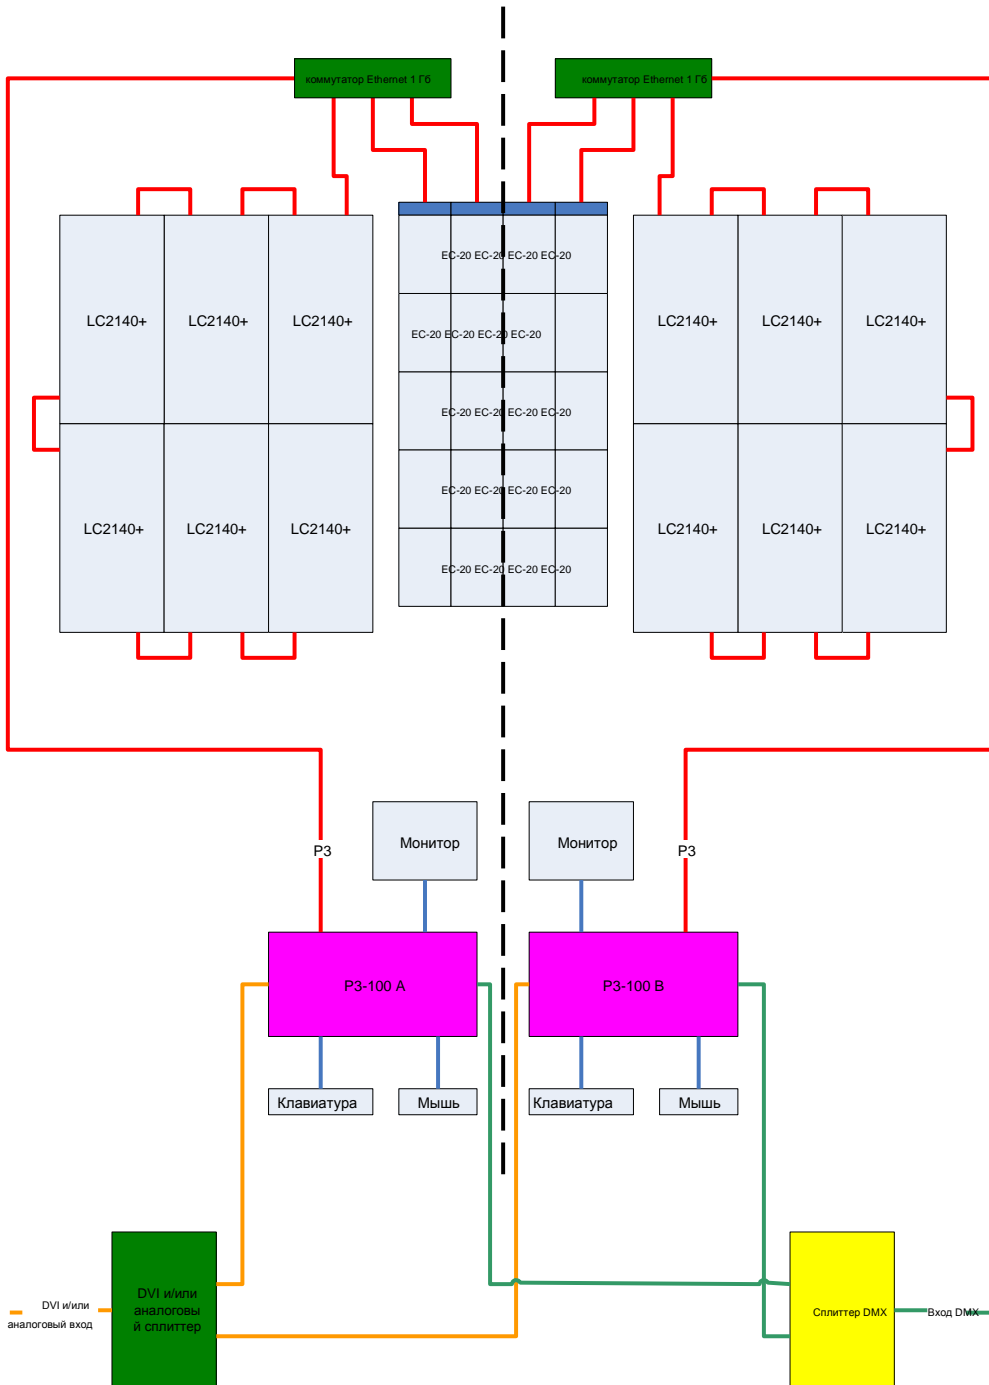 коммутатор Ethernet 1 Гб
коммутатор Ethernet 1 Гб
EC-20 EC-20 EC-20 EC-20
LC2140+ LC2140+ LC2140+
LC2140+ LC2140+ LC2140+
EC-20 EC-20 EC-20 EC-20
EC-20 EC-20 EC-20 EC-20
EC-20 EC-20 EC-20 EC-20
LC2140+ LC2140+ LC2140+
LC2140+ LC2140+ LC2140+
EC-20 EC-20 EC-20 EC-20
Монитор
Монитор
P3
P3
P3-100 A
P3-100 B
Клавиатура
Мышь
Клавиатура
Мышь
DVI и/или
аналоговый вход
DVI и/или
аналоговы
й сплиттер
Сплиттер DMX
Вход DMX